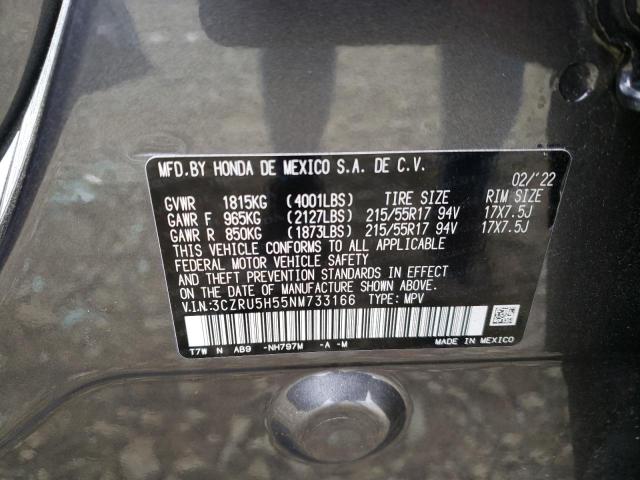 MFD.BY HONDA DE MEXICO S.A. DE C.V.
02/'22
GVWR 1815KG (4001LBS) TIRE SIZE RIM SIZE
GAWR F 965KG (2127LBS) 215/55R17 94V 17X7.5J
GAWR R 850KG (1873LBS) 215/55R17 94V 17X7.5J
THIS VEHICLE CONFORMS TO ALL APPLICABLE
FEDERAL MOTOR VEHICLE SAFETY
AND THEFT PREVENTION STANDARDS IN EFFECT
ON THE DATE OF MANUFACTURE SHOWN ABOVE.
V.I.N:3CZRU5H55NM733166 TYPE: MPV
T7W N AB9 -NH797M -A -M MADE IN MEXICO